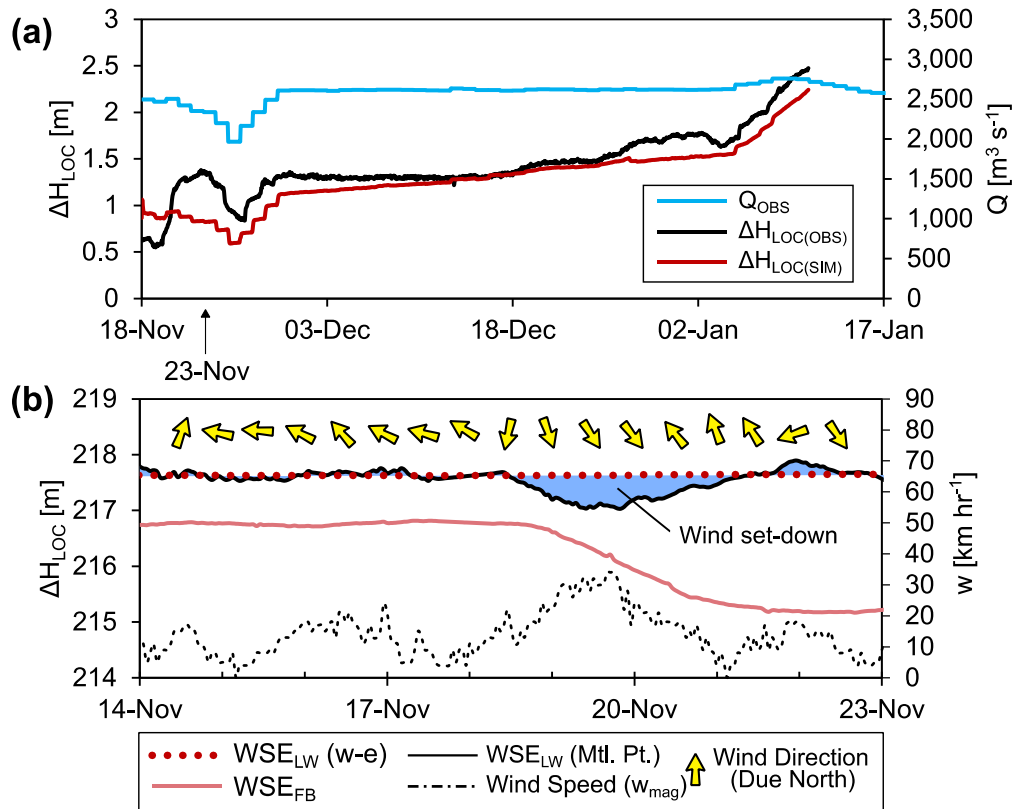 (a)
3
2.5
2
1.5
1
0.5
0
ΔH_LOC [m]
3,500
3,000
2,500
2,000
1,500
1,000
500
0
Q [m³ s⁻¹]
Q_OBS
ΔH_LOC(OBS)
ΔH_LOC(SIM)
18-Nov 03-Dec 18-Dec 02-Jan 17-Jan
23-Nov
(b)
219
218
217
216
215
214
ΔH_LOC [m]
90
80
70
60
50
40
30
20
10
0
w [km hr⁻¹]
Wind set-down
14-Nov 17-Nov 20-Nov 23-Nov
WSE_LW (w-e)
WSE_LW (Mtl. Pt.)
Wind Direction
(Due North)
WSE_FB
Wind Speed (w_mag)